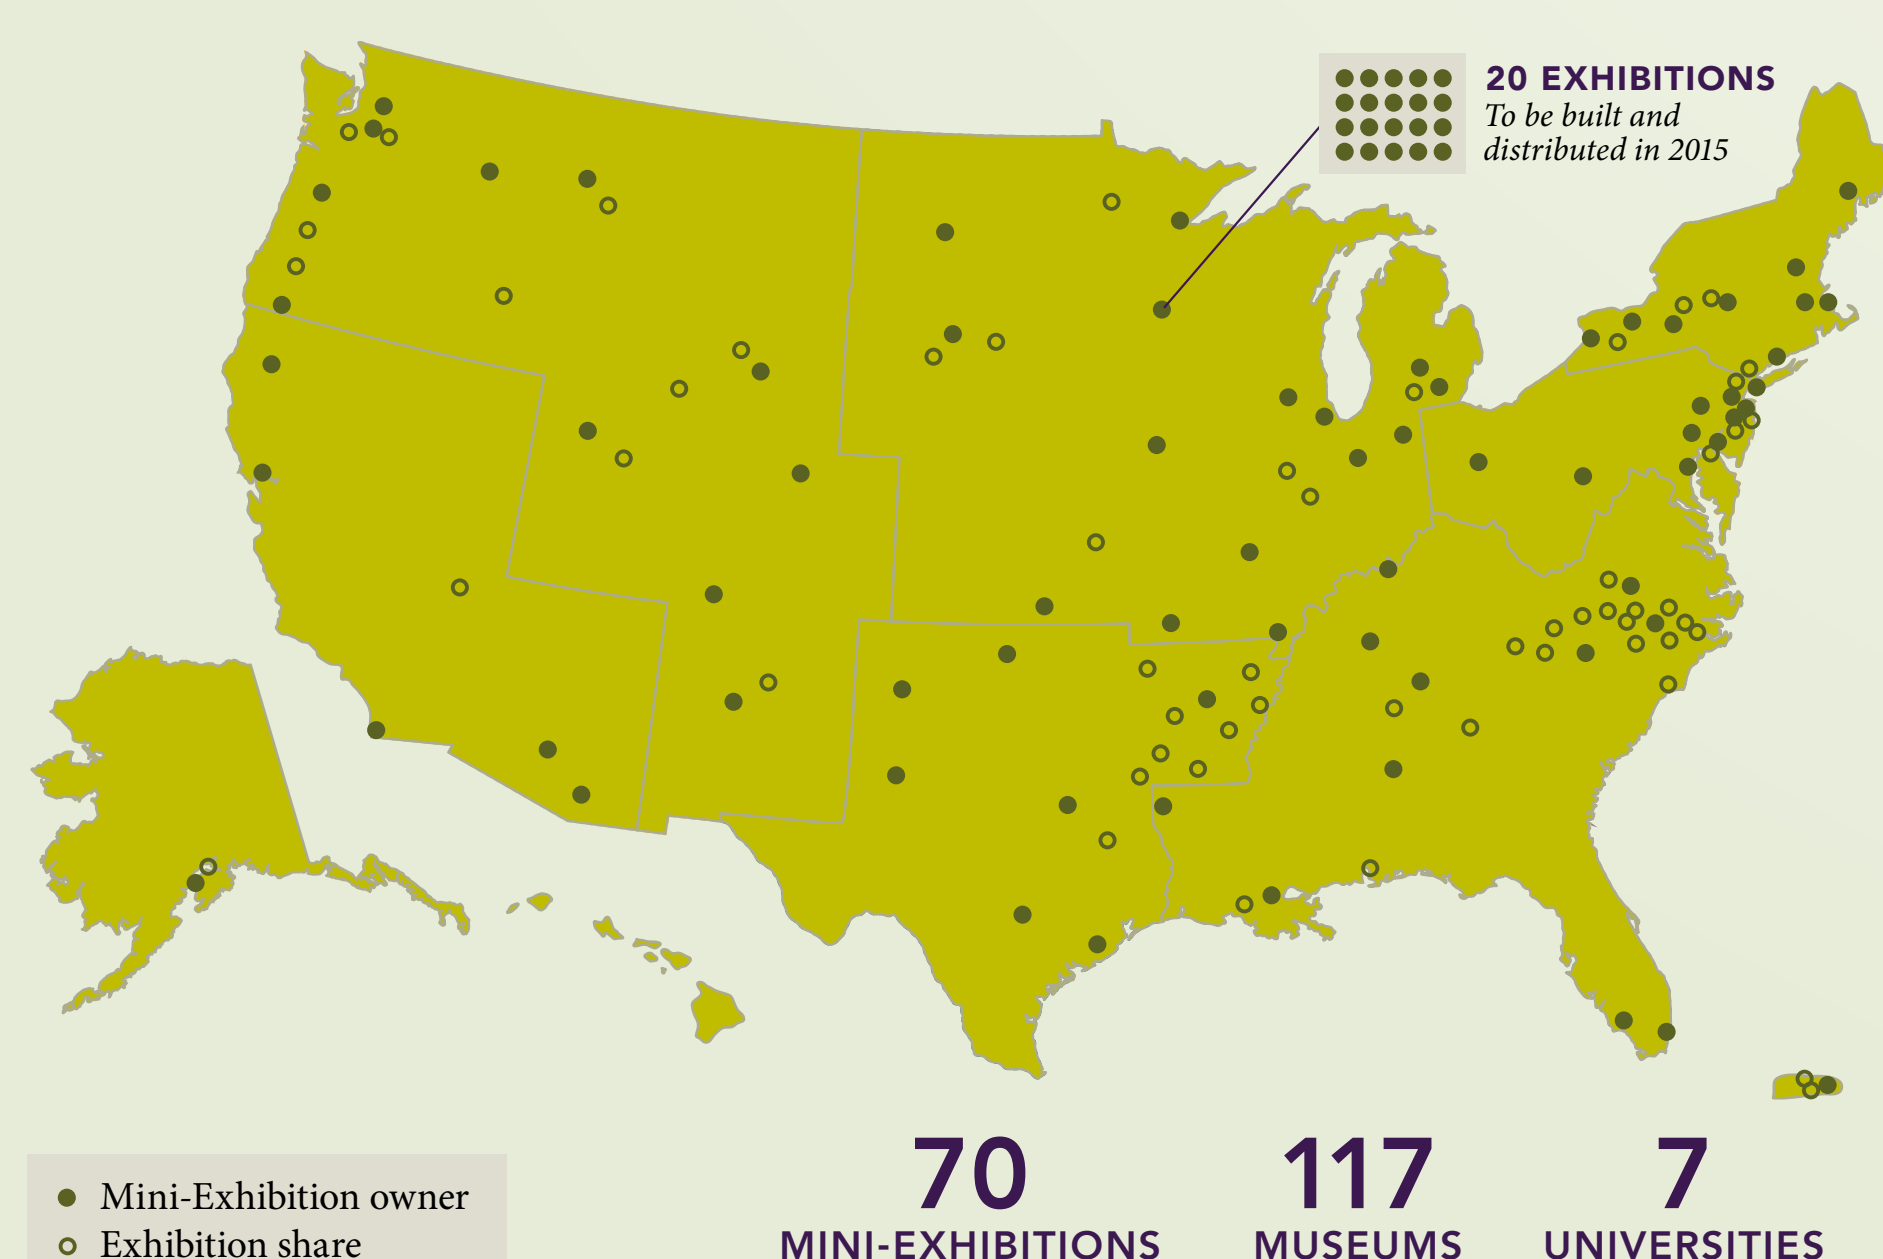 20 EXHIBITIONS
To be built and
distributed in 2015
70
MINI-EXHIBITIONS
117
MUSEUMS
7
UNIVERSITIES
Mini-Exhibition owner
Exhibition share